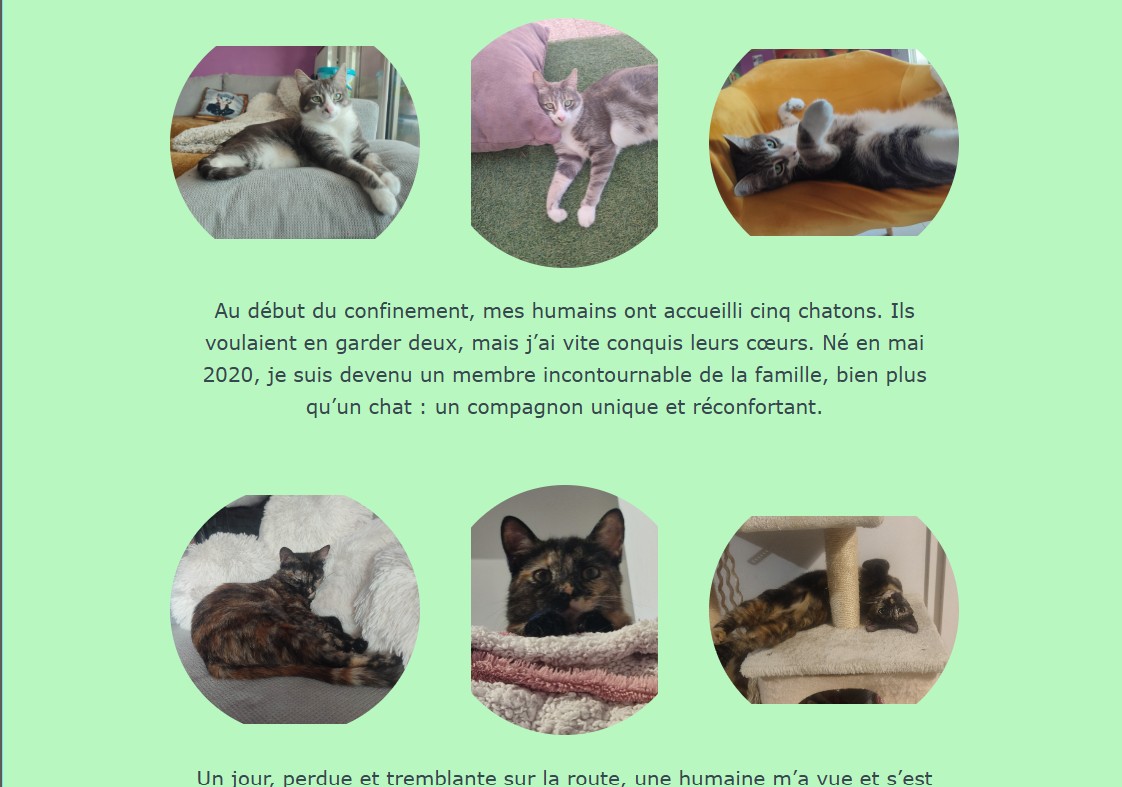 Au début du confinement, mes humains ont accueilli cinq chatons. Ils
voulaient en garder deux, mais j’ai vite conquis leurs cœurs. Né en mai
2020, je suis devenu un membre incontournable de la famille, bien plus
qu’un chat : un compagnon unique et réconfortant.
Un jour, perdue et tremblante sur la route, une humaine m’a vue et s’est